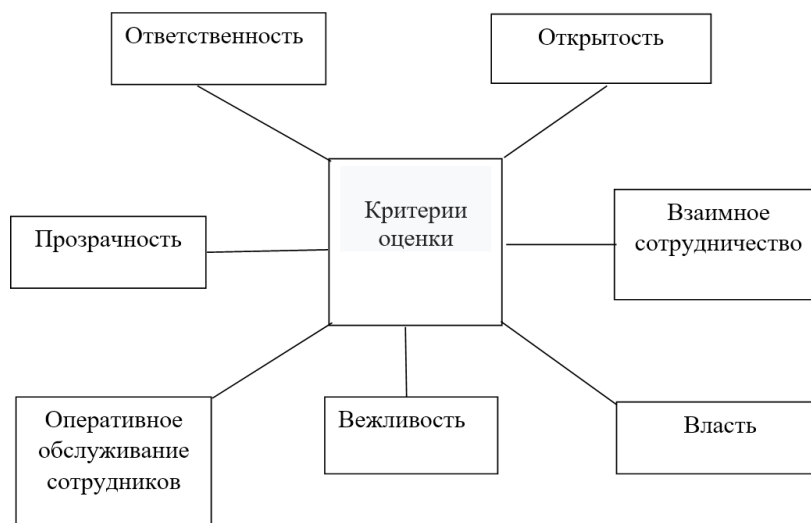 Ответственность
Открытость
Критерии
оценки
Прозрачность
Взаимное
сотрудничество
Оперативное
обслуживание
сотрудников
Вежливость
Власть